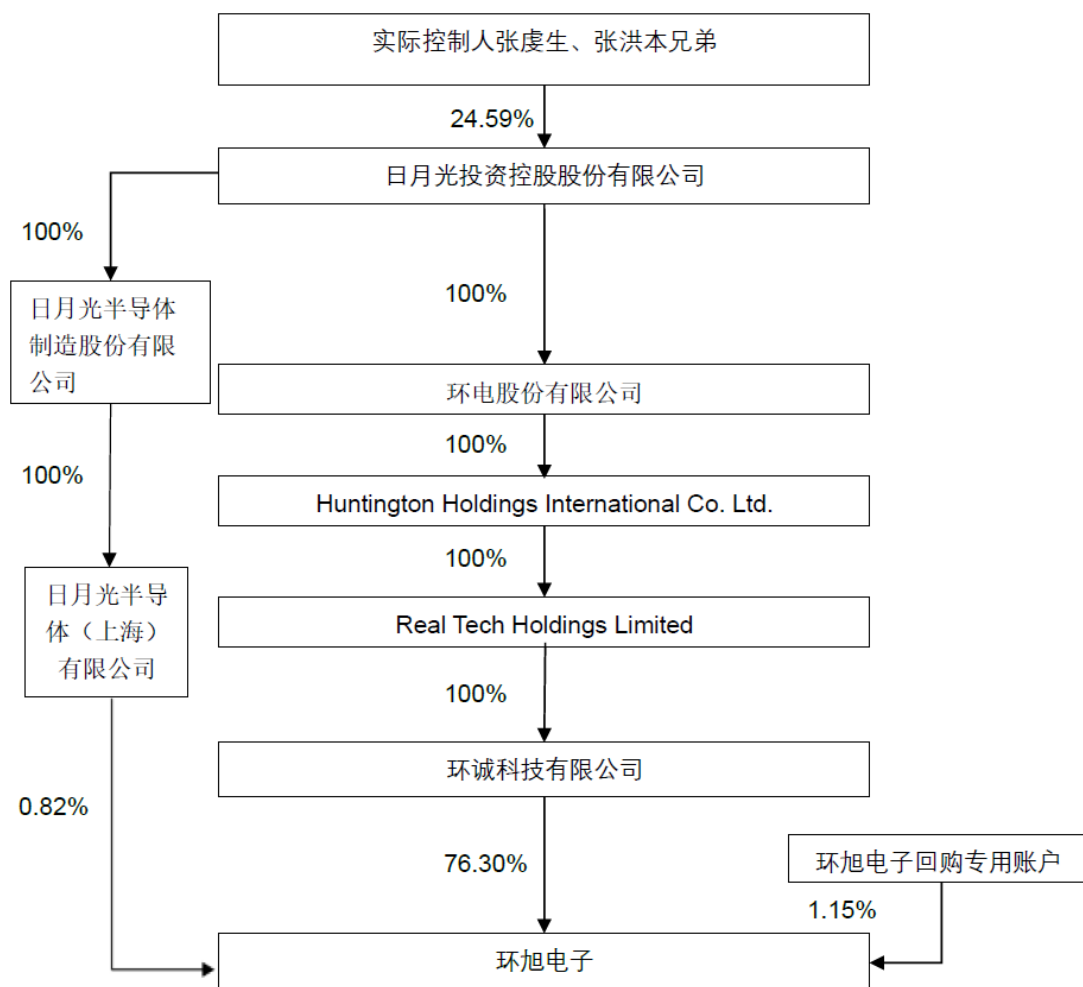 实际控制人张虔生、张洪本兄弟
24.59%
日月光投资控股股份有限公司
100%
100%
日月光半导体
制造股份有限
公司
环电股份有限公司
100%
100%
Huntington Holdings International Co. Ltd.
100%
日月光半导
体（上海）
有限公司
Real Tech Holdings Limited
100%
环诚科技有限公司
0.82%
76.30%
环旭电子回购专用账户
1.15%
环旭电子